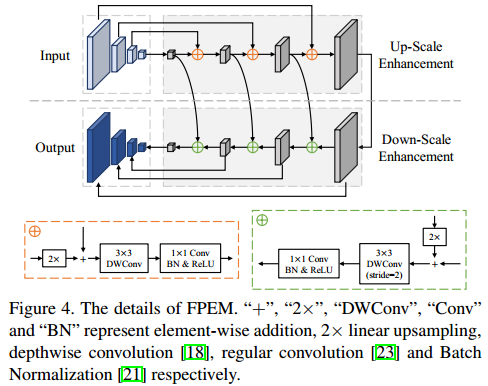 Input
Up-Scale
Enhancement
Output
Down-Scale
Enhancement
2×
+
3×3
DWConv
1×1 Conv
BN & ReLU
2×
+
1×1 Conv
BN & ReLU
3×3
DWConv
(stride=2)
Figure 4. The details of FPEM. “+”, “2×”, “DWConv”, “Conv”
and “BN” represent element-wise addition, 2× linear upsampling,
depthwise convolution [18], regular convolution [23] and Batch
Normalization [21] respectively.